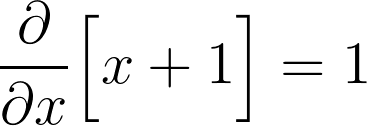 ∂/∂x [x + 1] = 1